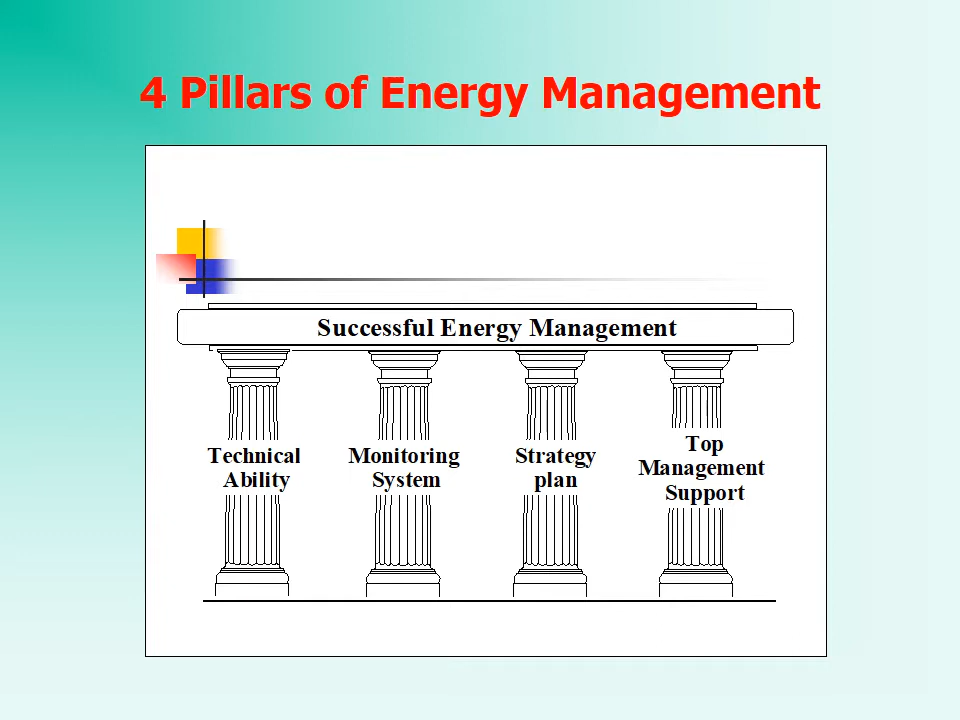 4 Pillars of Energy Management
Successful Energy Management
Technical
Ability
Monitoring
System
Strategy
plan
Top
Management
Support